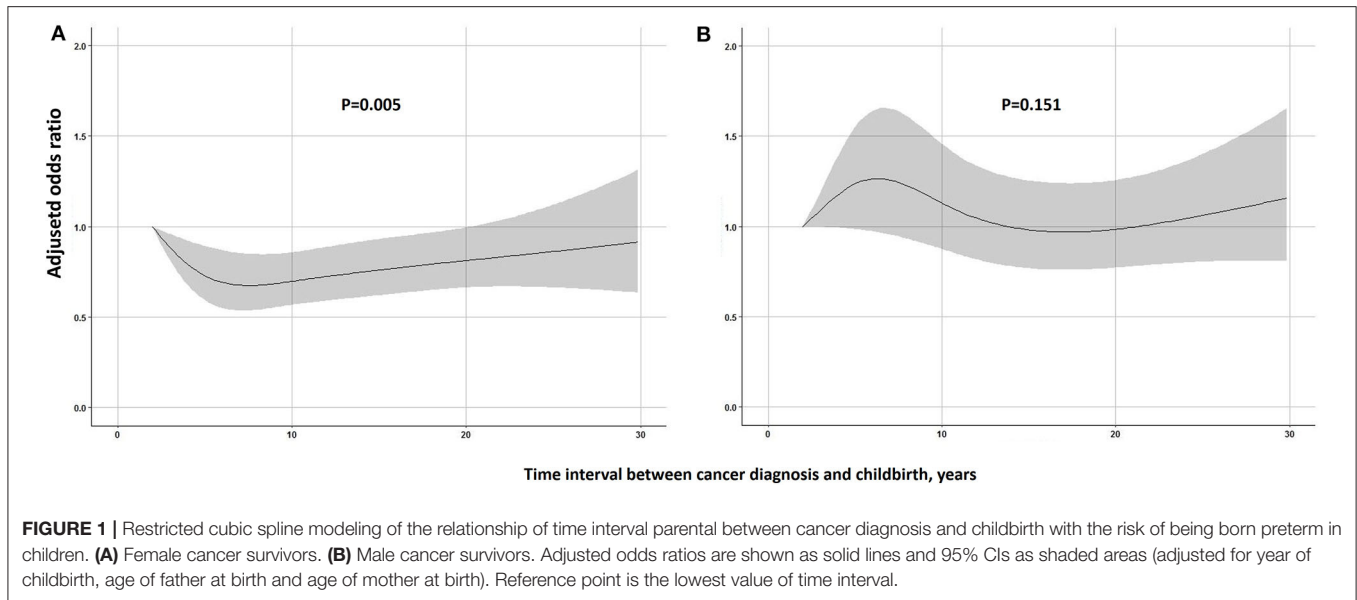 A
B
2.0
1.5
1.0
0.5
0.0
Adjusetd odds ratio
P=0.005
0
10
20
30
2.0
1.5
1.0
0.5
0.0
P=0.151
0
10
20
30
Time interval between cancer diagnosis and childbirth, years
FIGURE 1 | Restricted cubic spline modeling of the relationship of time interval parental between cancer diagnosis and childbirth with the risk of being born preterm in
children. (A) Female cancer survivors. (B) Male cancer survivors. Adjusted odds ratios are shown as solid lines and 95% CIs as shaded areas (adjusted for year of
childbirth, age of father at birth and age of mother at birth). Reference point is the lowest value of time interval.